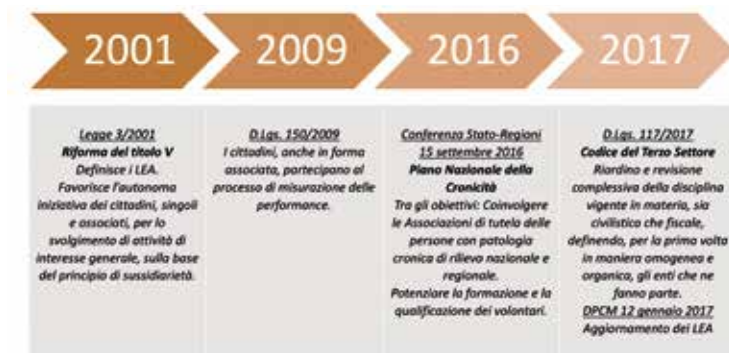 2001
2009
2016
2017
Legge 3/2001
Riforma del titolo V
Definisce i LEA.
Favorisce l'autonoma
iniziativa dei cittadini, singoli
e associati, per lo
svolgimento di attività di
interesse generale, sulla base
del principio di sussidiarietà.
D.Lgs. 150/2009
I cittadini, anche in forma
associata, partecipano al
processo di misurazione delle
performance.
Conferenza Stato-Regioni
15 settembre 2016
Piano Nazionale della
Cronicità
Tra gli obiettivi: Coinvolgere
le Associazioni di tutela delle
persone con patologia
cronica di rilievo nazionale e
regionale.
Potenziare la formazione e la
qualificazione dei volontari.
D.Lgs. 117/2017
Codice del Terzo Settore
Riordino e revisione
complessiva della disciplina
vigente in materia, sia
civilistica che fiscale,
definendo, per la prima volta
in maniera omogenea e
organica, gli enti che ne
fanno parte.
DPCM 12 gennaio 2017
Aggiornamento dei LEA